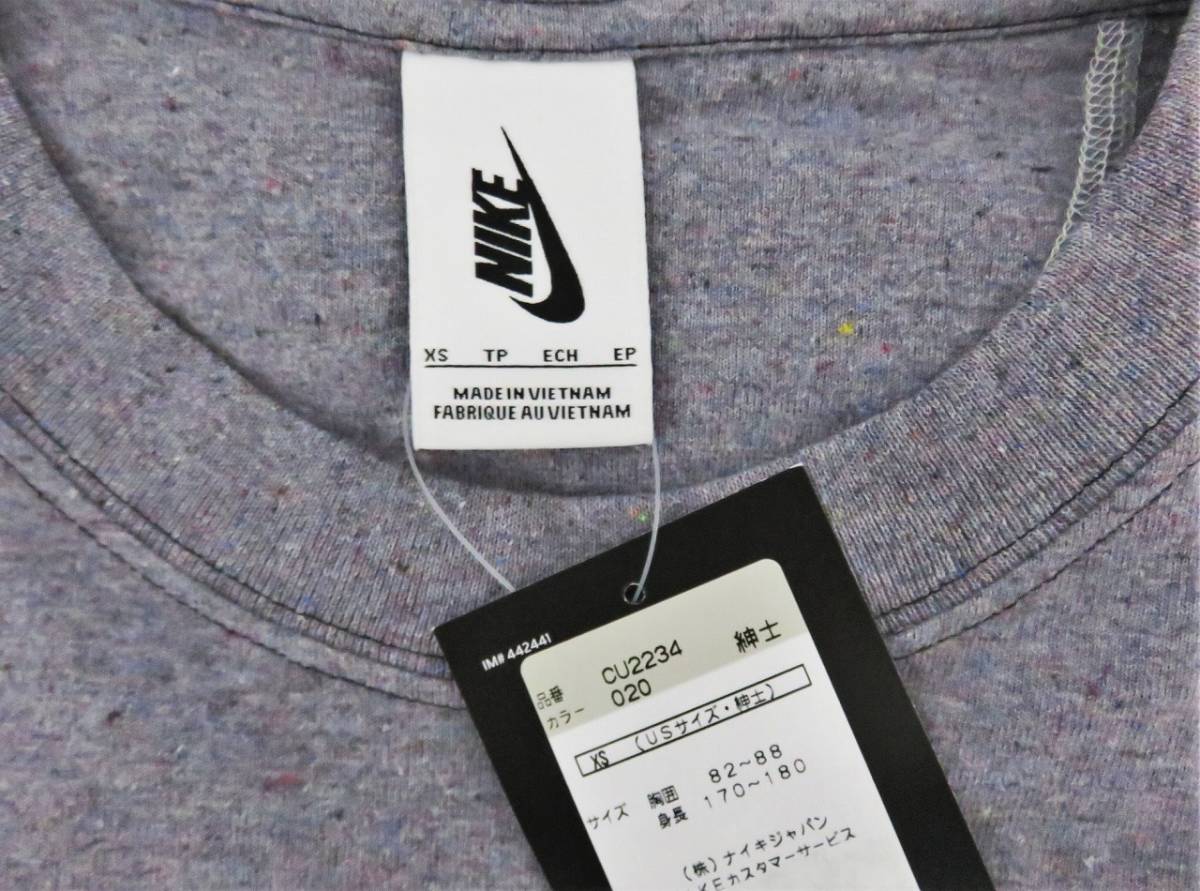 NIKE
XS TP ECH EP
MADE IN VIETNAM
FABRIQUE AU VIETNAM
IM# 442441
品番 CU2234 紳士
カラー 020
XS (USサイズ・紳士)
サイズ 胸囲 82~88
身長 170~180
(株)ナイキジャパン
KEカスタマーサービス